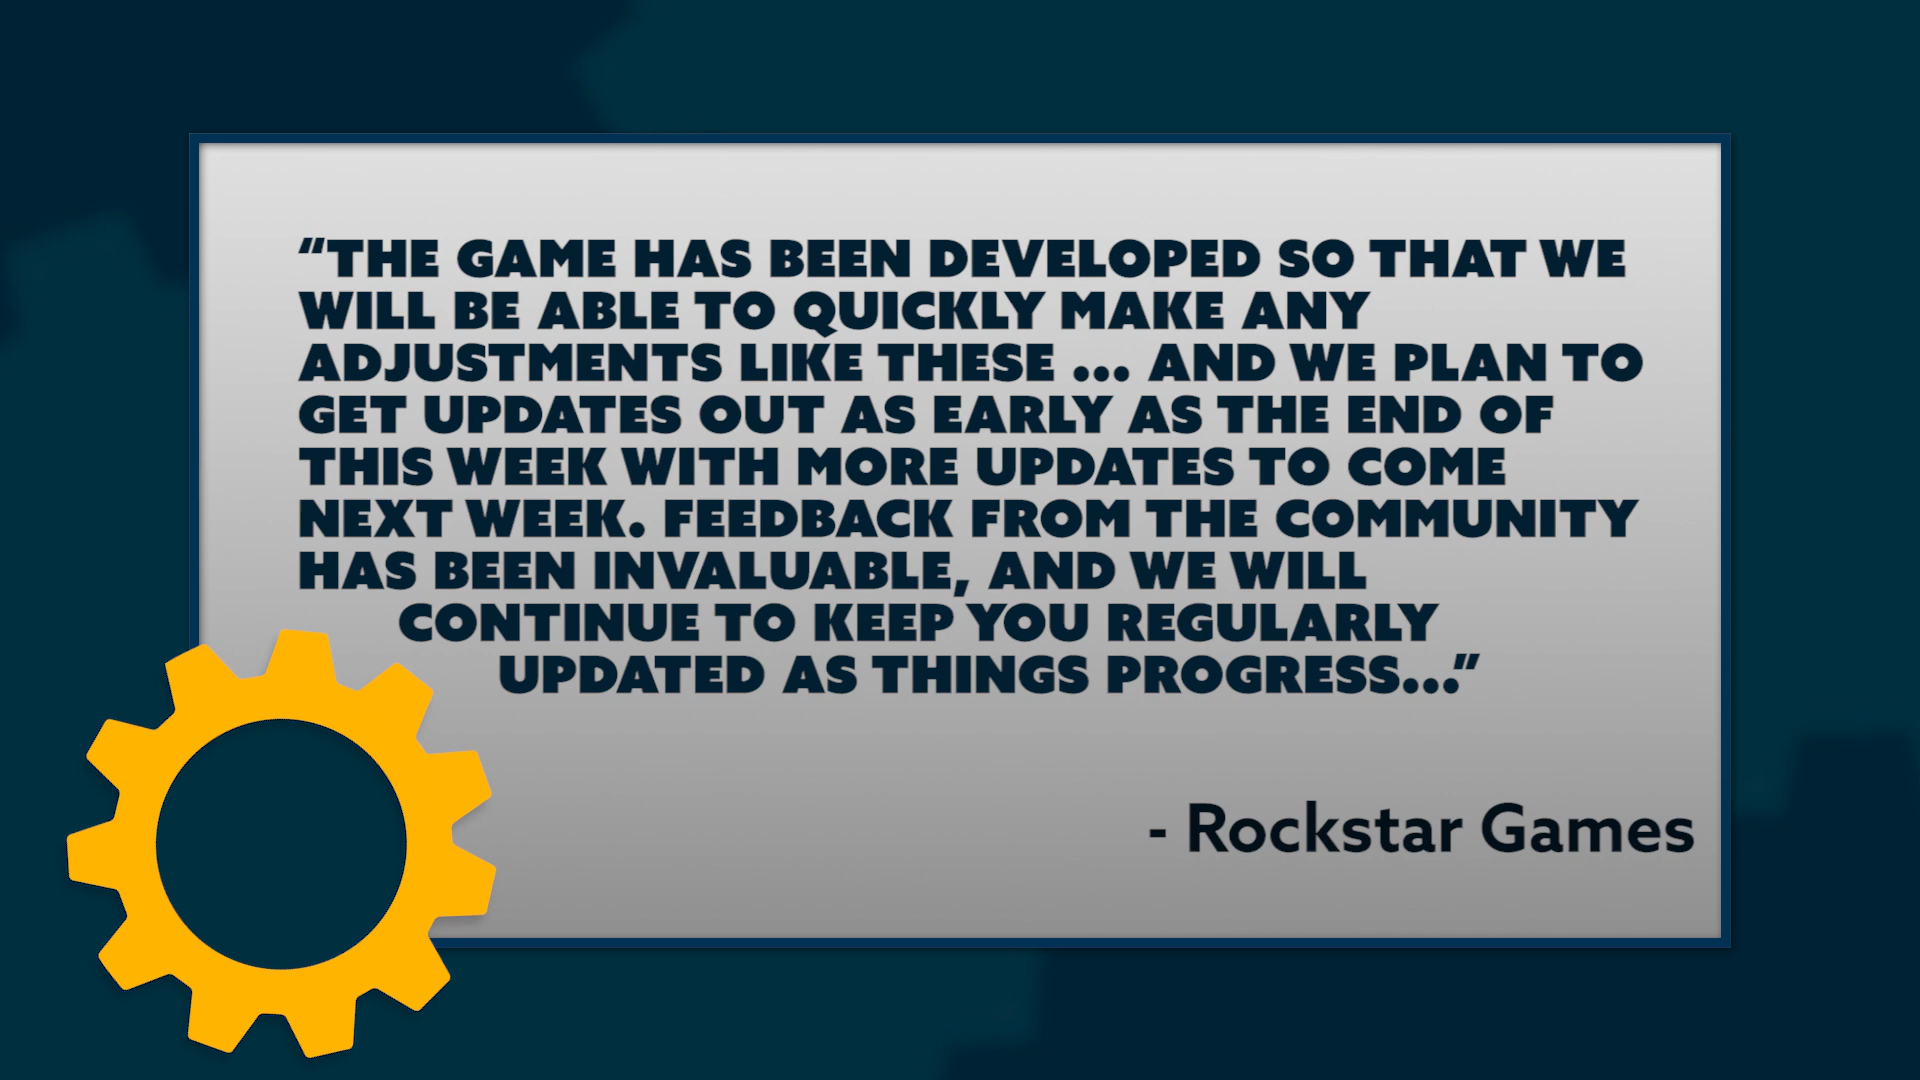 “THE GAME HAS BEEN DEVELOPED SO THAT WE
WILL BE ABLE TO QUICKLY MAKE ANY
ADJUSTMENTS LIKE THESE ... AND WE PLAN TO
GET UPDATES OUT AS EARLY AS THE END OF
THIS WEEK WITH MORE UPDATES TO COME
NEXT WEEK. FEEDBACK FROM THE COMMUNITY
HAS BEEN INVALUABLE, AND WE WILL
CONTINUE TO KEEP YOU REGULARLY
UPDATED AS THINGS PROGRESS...”
- Rockstar Games